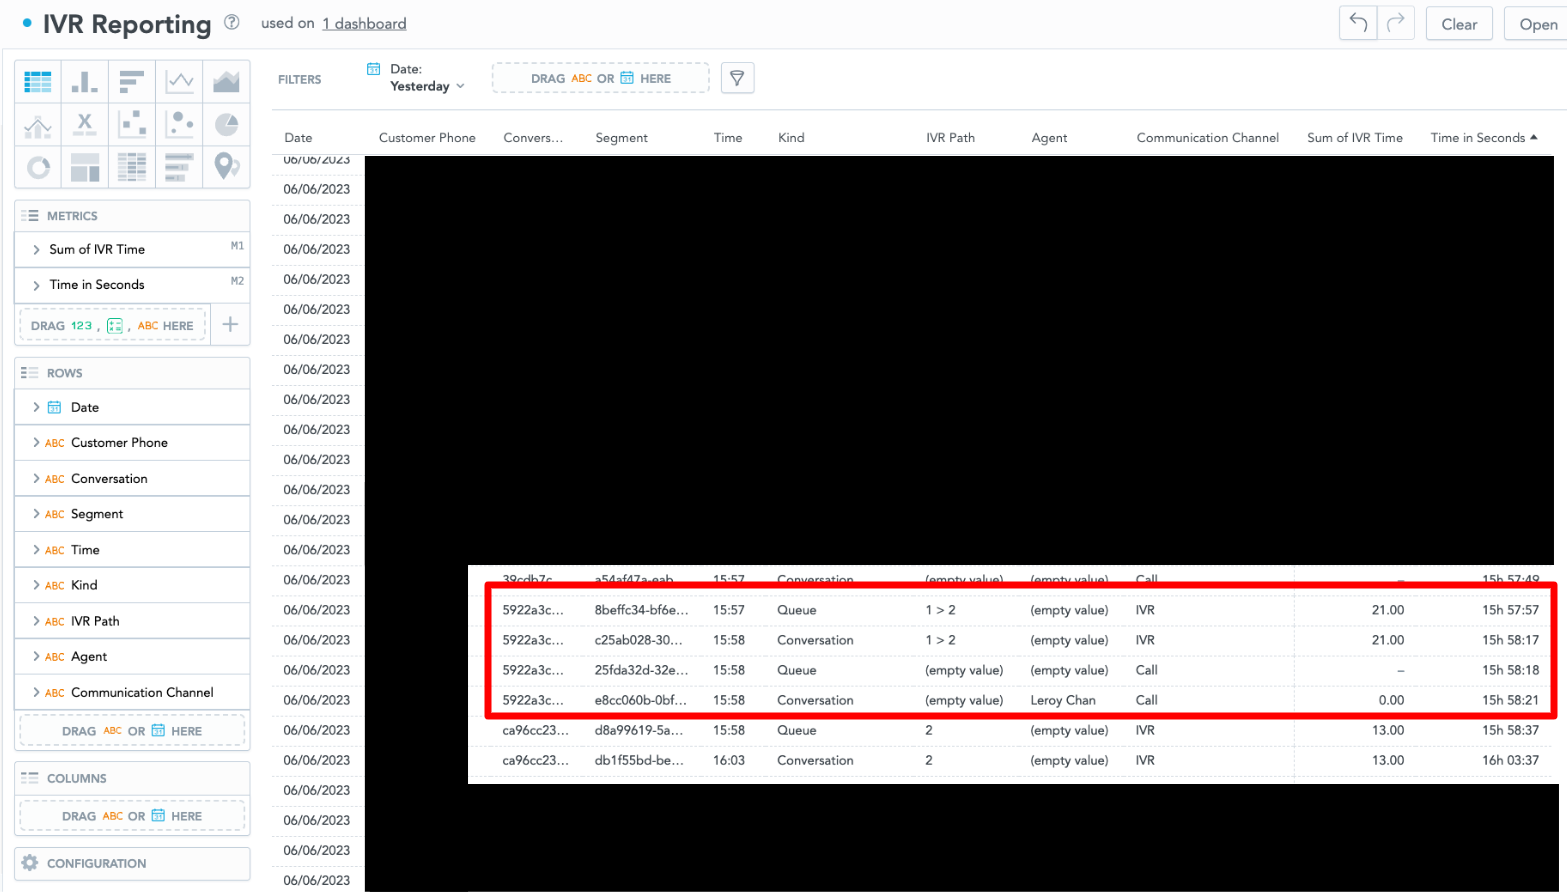 IVR Reporting ? used on 1 dashboard
Clear Open
FILTERS Date: Yesterday DRAG ABC OR 31 HERE
METRICS
Sum of IVR Time M1
Time in Seconds M2
DRAG 123 , , ABC HERE +
ROWS
31 Date
ABC Customer Phone
ABC Conversation
ABC Segment
ABC Time
ABC Kind
ABC IVR Path
ABC Agent
ABC Communication Channel
DRAG ABC OR 31 HERE
COLUMNS
DRAG ABC OR 31 HERE
CONFIGURATION
Date Customer Phone Convers... Segment Time Kind IVR Path Agent Communication Channel Sum of IVR Time Time in Seconds
06/06/2023
06/06/2023
06/06/2023
06/06/2023
06/06/2023
06/06/2023
06/06/2023
06/06/2023
06/06/2023
06/06/2023
06/06/2023
06/06/2023
06/06/2023
06/06/2023
06/06/2023 39cdb7c... a54af47a-eab... 15:57 Conversation (empty value) (empty value) Call – 15h 57:49
06/06/2023 5922a3c... 8beffc34-bf6e... 15:57 Queue 1 > 2 (empty value) IVR 21.00 15h 57:57
06/06/2023 5922a3c... c25ab028-30... 15:58 Conversation 1 > 2 (empty value) IVR 21.00 15h 58:17
06/06/2023 5922a3c... 25fda32d-32e... 15:58 Queue (empty value) (empty value) Call – 15h 58:18
06/06/2023 5922a3c... e8cc060b-0bf... 15:58 Conversation (empty value) Leroy Chan Call 0.00 15h 58:21
06/06/2023 ca96cc23... d8a99619-5a... 15:58 Queue 2 (empty value) IVR 13.00 15h 58:37
06/06/2023 ca96cc23... db1f55bd-be... 16:03 Conversation 2 (empty value) IVR 13.00 16h 03:37
06/06/2023
06/06/2023
06/06/2023
06/06/2023